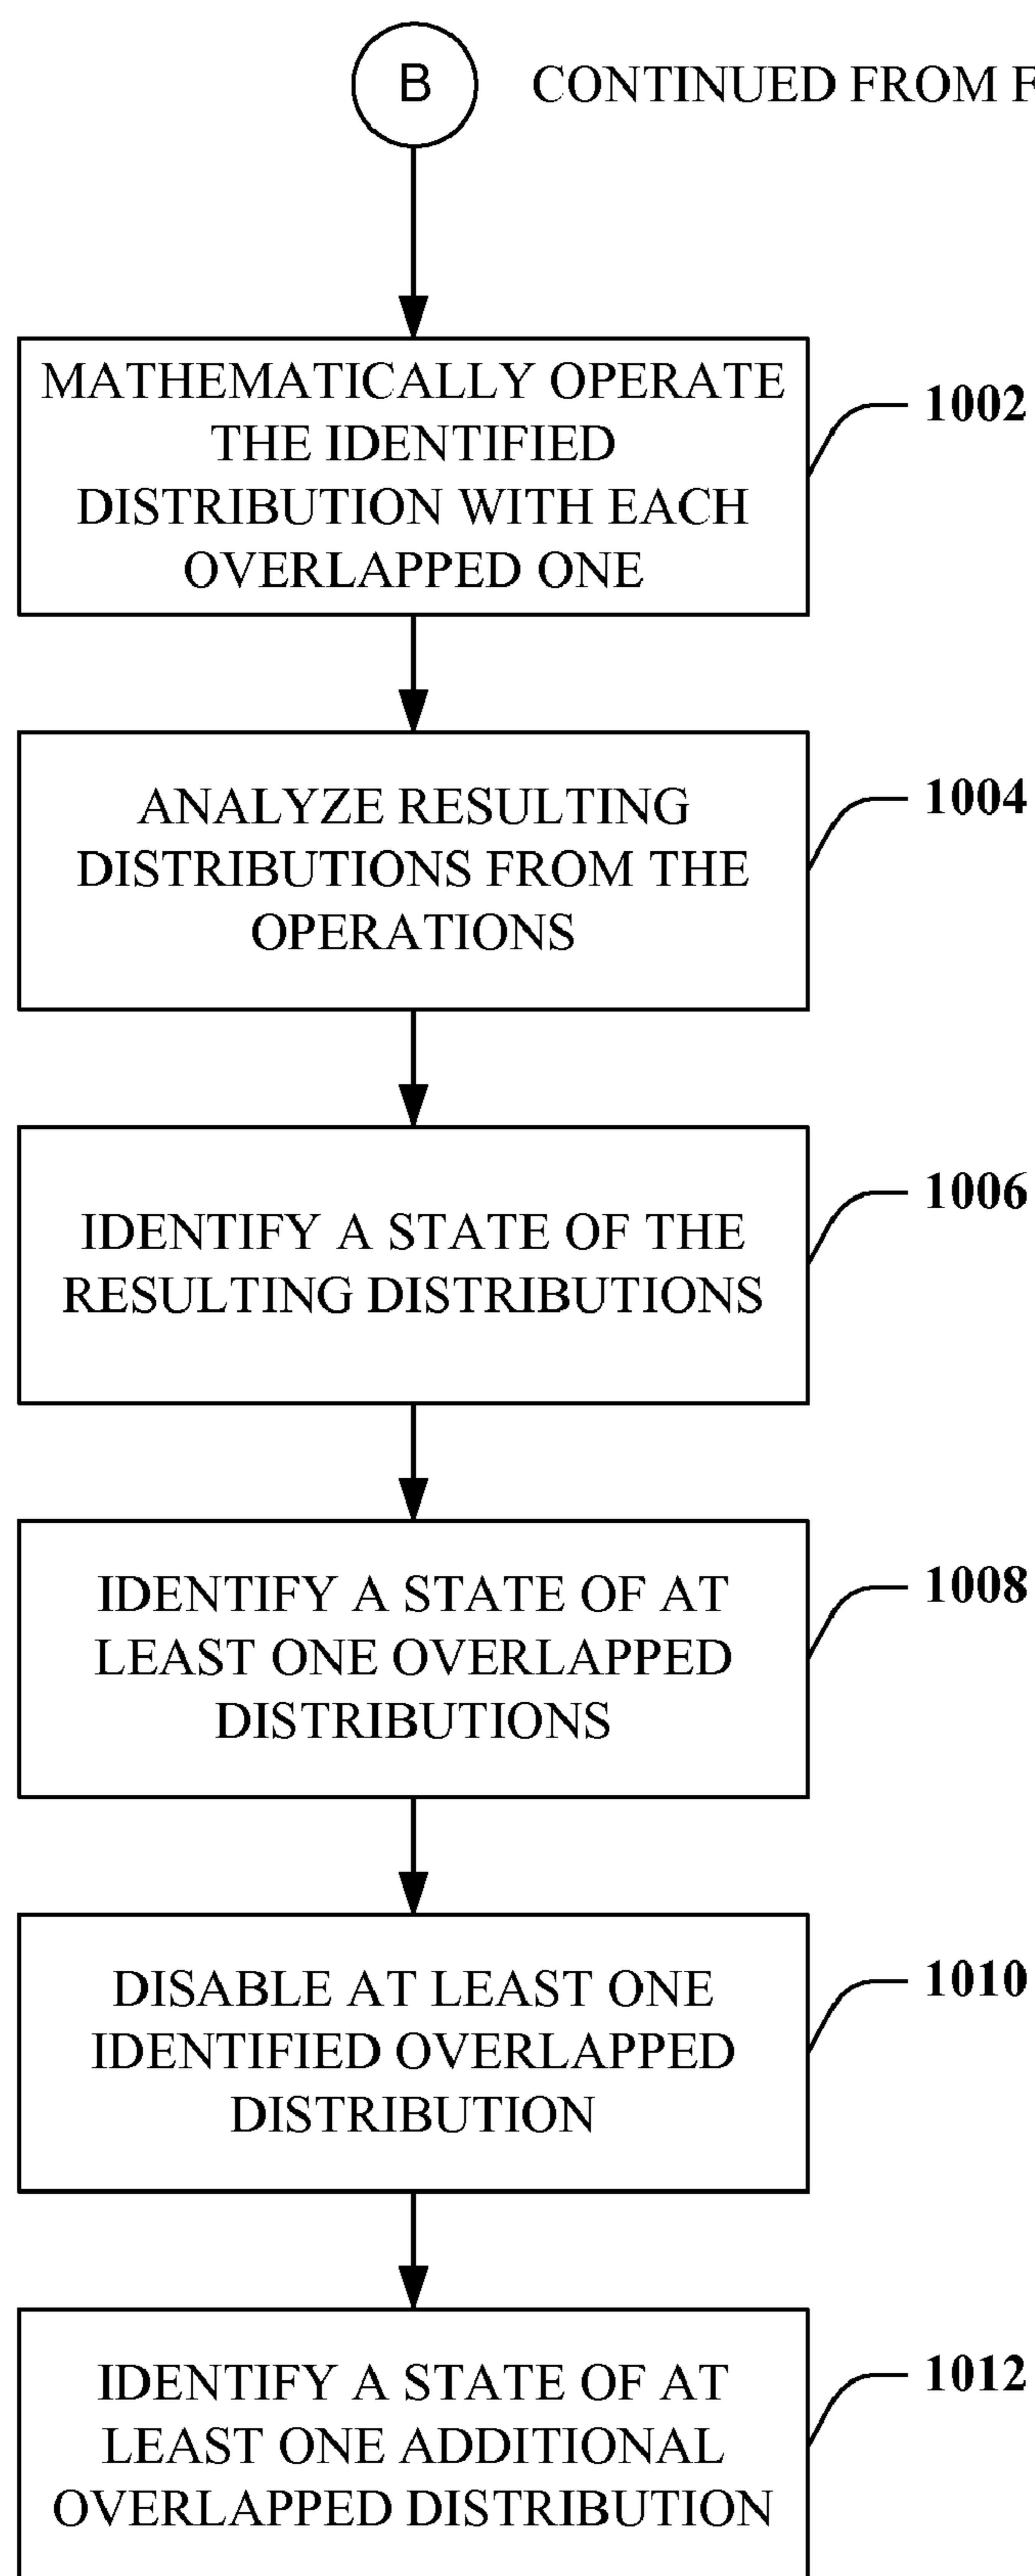 B
CONTINUED FROM F
MATHEMATICALLY OPERATE
THE IDENTIFIED
DISTRIBUTION WITH EACH
OVERLAPPED ONE
1002
ANALYZE RESULTING
DISTRIBUTIONS FROM THE
OPERATIONS
1004
IDENTIFY A STATE OF THE
RESULTING DISTRIBUTIONS
1006
IDENTIFY A STATE OF AT
LEAST ONE OVERLAPPED
DISTRIBUTIONS
1008
DISABLE AT LEAST ONE
IDENTIFIED OVERLAPPED
DISTRIBUTION
1010
IDENTIFY A STATE OF AT
LEAST ONE ADDITIONAL
OVERLAPPED DISTRIBUTION
1012